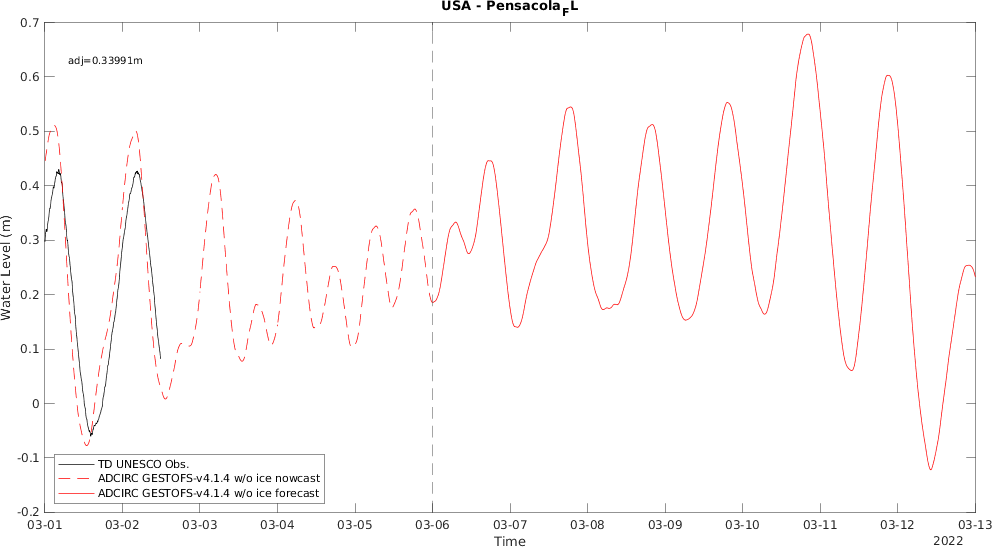 USA - PensacolaFL
adj=0.33991m
0.7
0.6
0.5
0.4
0.3
0.2
0.1
0
-0.1
-0.2
Water Level (m)
TD UNESCO Obs.
ADCIRC GESTOFS-v4.1.4 w/o ice nowcast
ADCIRC GESTOFS-v4.1.4 w/o ice forecast
03-01 03-02 03-03 03-04 03-05 03-06 03-07 03-08 03-09 03-10 03-11 03-12 03-13
Time
2022